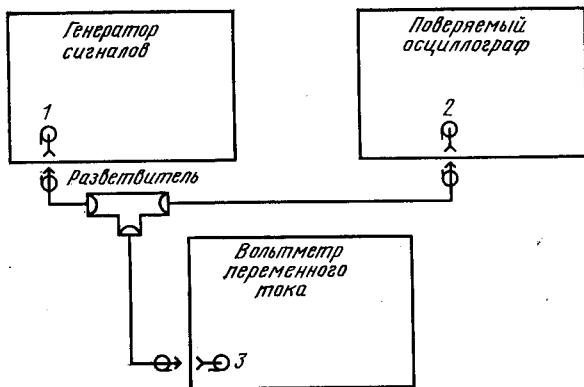 Генератор
сигналов
1
Поверяемый
осциллограф
2
Разветвитель
Вольтметр
переменного
тока
3